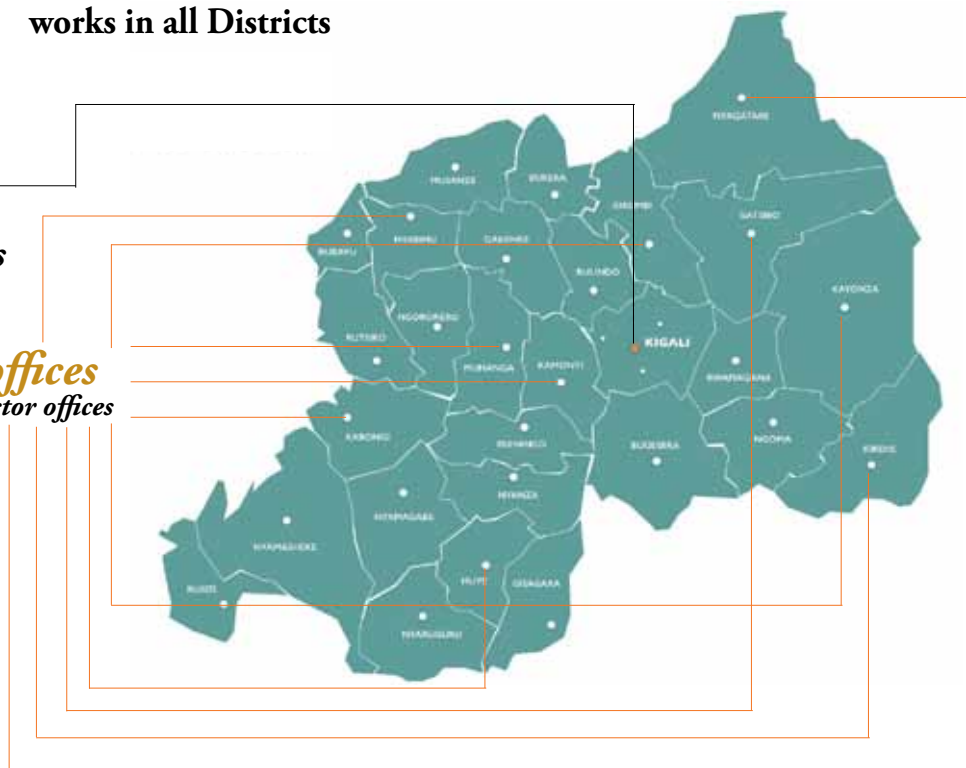 works in all Districts
NYAGATARE
MUSANZE
BURERA
GICUMBI
GATSIBO
RUBAVU
NYABIHU
GAKENKE
RULINDO
KAYONZA
NGORORERO
RUTSIRO
KIGALI
MUHANGA
KAMONYI
RWAMAGANA
offices
ctor offices
KARONGI
RUHANGO
BUGESERA
NGOMA
KIREHE
NYANZA
NYAMAGABE
NYAMASHEKE
HUYE
GISAGARA
RUSIZI
NYARUGURU